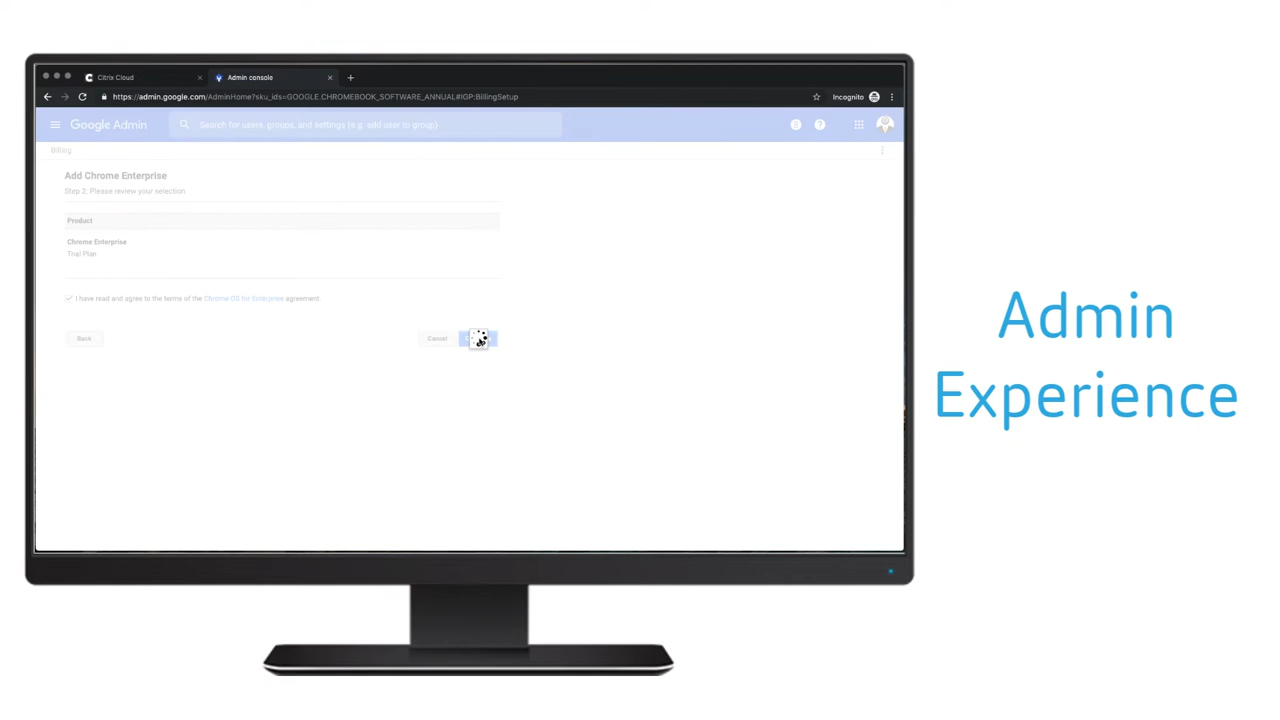 Citrix Cloud
Admin console
https://admin.google.com/AdminHome?sku_ids=GOOGLE.CHROMEBOOK_SOFTWARE_ANNUAL#IGP:BillingSetup
Incognito
Google Admin
Search for users, groups, and settings (e.g. add user to group)
Billing
Add Chrome Enterprise
Step 2: Please review your selection
Product
Chrome Enterprise
Trial Plan
I have read and agree to the terms of the Chrome OS for Enterprise agreement.
Back
Cancel
Admin
Experience